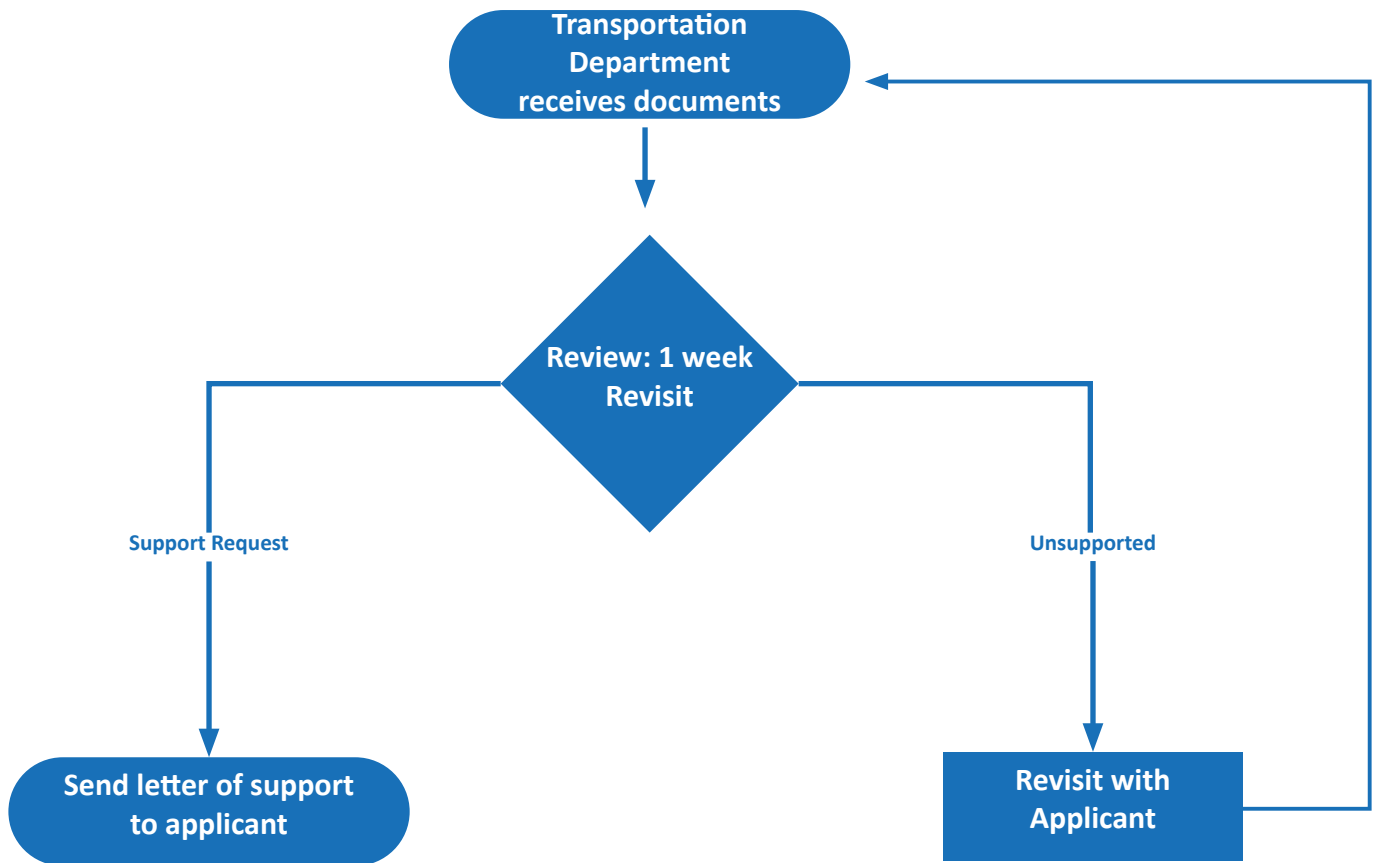 Transportation
Department
receives documents
Review: 1 week
Revisit
Support Request
Unsupported
Send letter of support
to applicant
Revisit with
Applicant